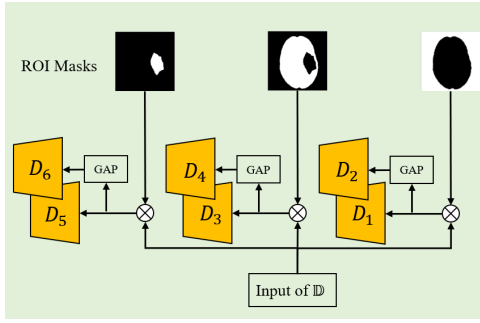 ROI Masks
D₆
GAP
D₄
GAP
D₂
GAP
D₅
D₃
D₁
Input of 𝔻